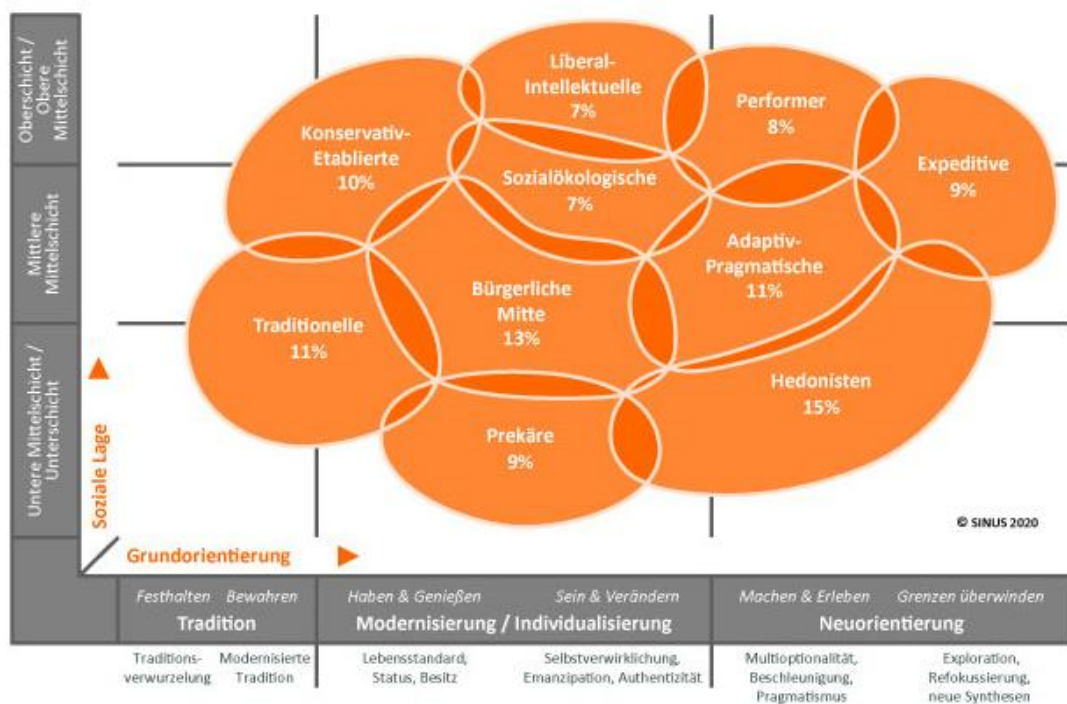 Oberschicht /
Obere
Mittelschicht
Mittlere
Mittelschicht
Untere Mittelschicht /
Unterschicht
Soziale Lage
Liberal-
Intellektuelle
7%
Performer
8%
Konservativ-
Etablierte
10%
Expeditive
9%
Sozialökologische
7%
Adaptiv-
Pragmatische
11%
Bürgerliche
Mitte
13%
Traditionelle
11%
Hedonisten
15%
Prekäre
9%
© SINUS 2020
Grundorientierung
Festhalten Bewahren
Tradition
Haben & Genießen Sein & Verändern
Modernisierung / Individualisierung
Machen & Erleben Grenzen überwinden
Neuorientierung
Traditions-
verwurzelung
Modernisierte
Tradition
Lebensstandard,
Status, Besitz
Selbstverwirklichung,
Emanzipation, Authentizität
Multioptionalität,
Beschleunigung,
Pragmatismus
Exploration,
Refokussierung,
neue Synthesen